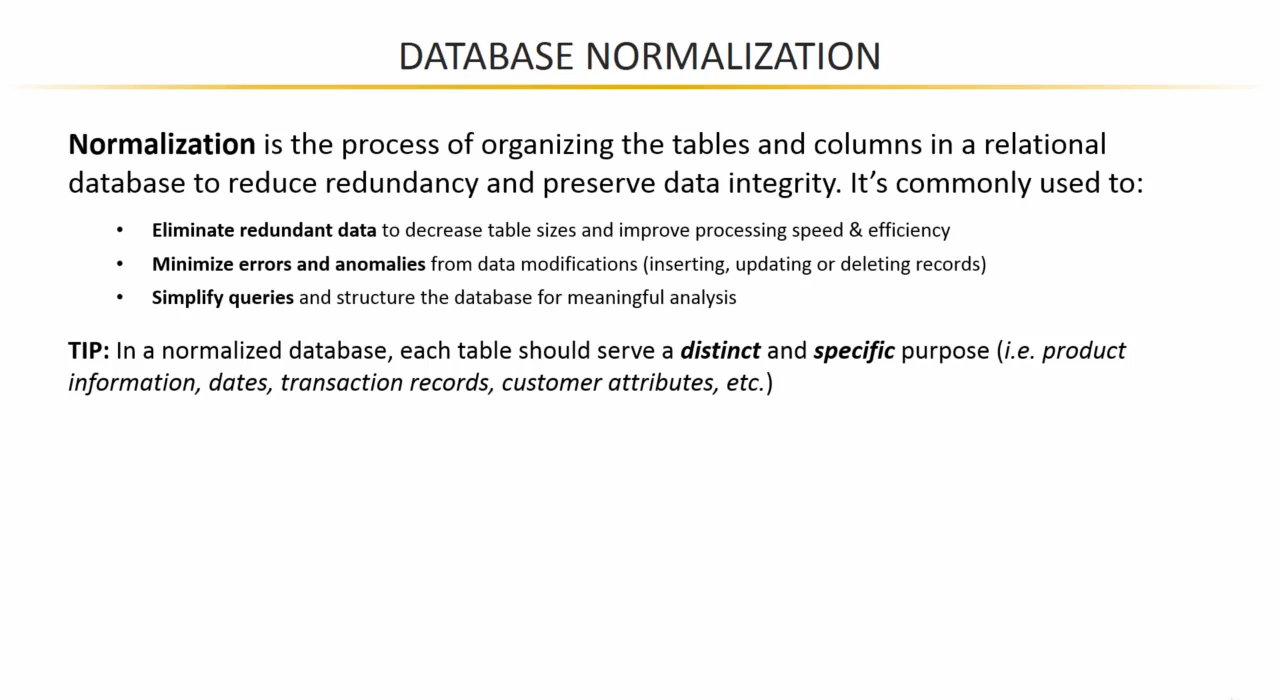 DATABASE NORMALIZATION
Normalization is the process of organizing the tables and columns in a relational
database to reduce redundancy and preserve data integrity. It’s commonly used to:
• Eliminate redundant data to decrease table sizes and improve processing speed & efficiency
• Minimize errors and anomalies from data modifications (inserting, updating or deleting records)
• Simplify queries and structure the database for meaningful analysis
TIP: In a normalized database, each table should serve a distinct and specific purpose (i.e. product
information, dates, transaction records, customer attributes, etc.)